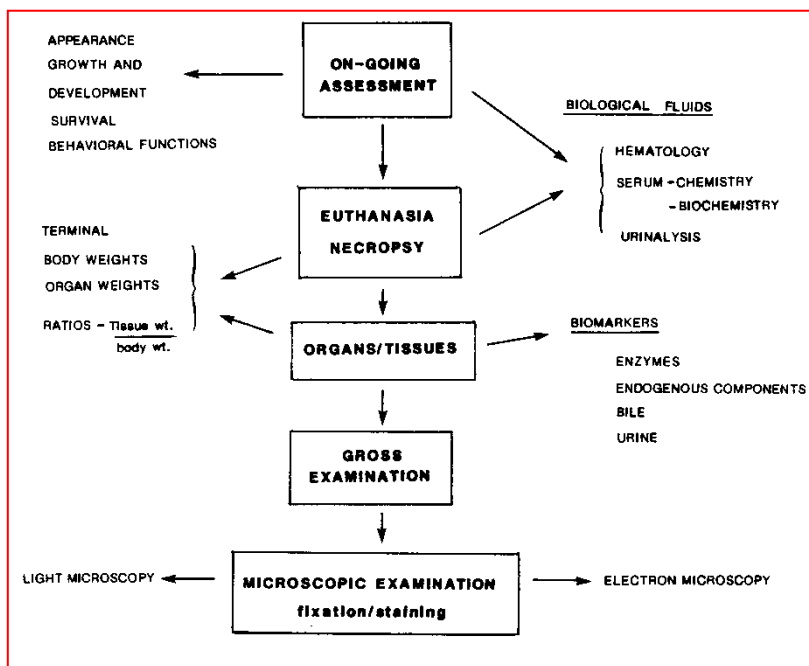 APPEARANCE
GROWTH AND
DEVELOPMENT
SURVIVAL
BEHAVIORAL FUNCTIONS
ON-GOING
ASSESSMENT
BIOLOGICAL FLUIDS
HEMATOLOGY
SERUM -CHEMISTRY
-BIOCHEMISTRY
URINALYSIS
EUTHANASIA
NECROPSY
TERMINAL
BODY WEIGHTS
ORGAN WEIGHTS
RATIOS - Tissue wt.
body wt.
ORGANS/TISSUES
BIOMARKERS
ENZYMES
ENDOGENOUS COMPONENTS
BILE
URINE
GROSS
EXAMINATION
LIGHT MICROSCOPY
MICROSCOPIC EXAMINATION
fixation/staining
ELECTRON MICROSCOPY